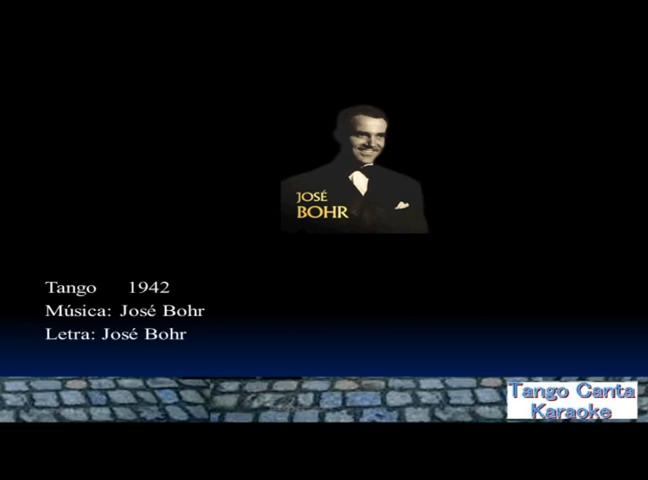 JOSÉ
BOHR
Tango 1942
Música: José Bohr
Letra: José Bohr
Tango Canta
Karaoke